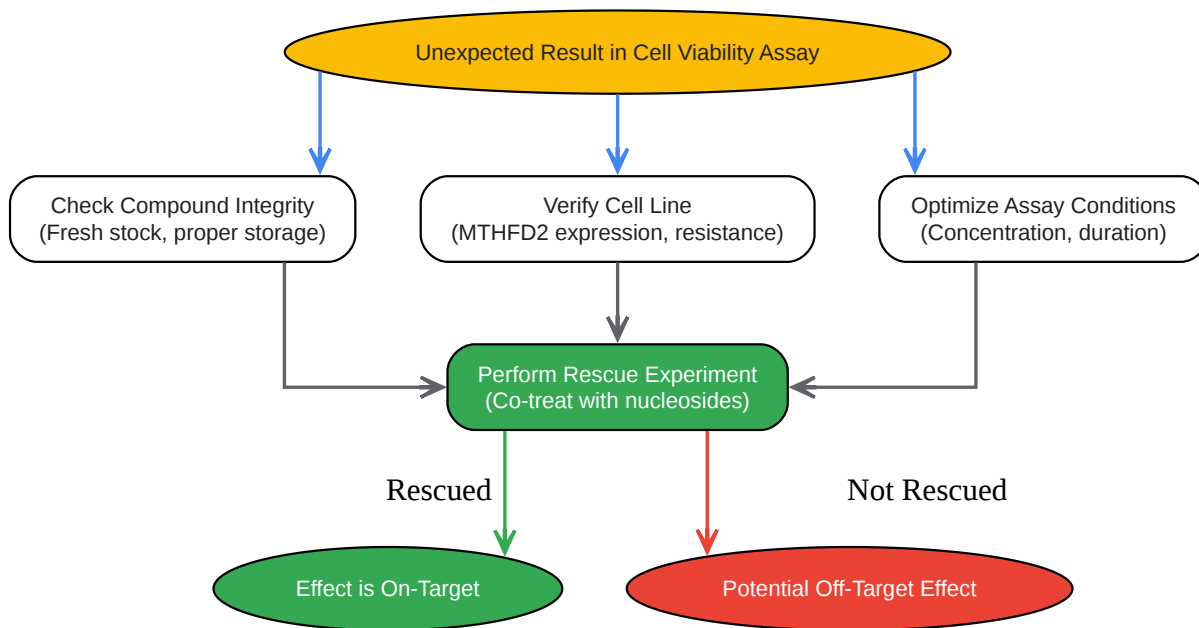 Unexpected Result in Cell Viability Assay
Check Compound Integrity
(Fresh stock, proper storage)
Verify Cell Line
(MTHFD2 expression, resistance)
Optimize Assay Conditions
(Concentration, duration)
Perform Rescue Experiment
(Co-treat with nucleosides)
Rescued
Not Rescued
Effect is On-Target
Potential Off-Target Effect